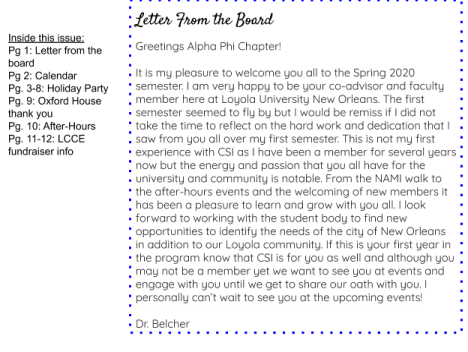 Inside this issue:
Pg 1: Letter from the
board
Pg 2: Calendar
Pg. 3-8: Holiday Party
Pg. 9: Oxford House
thank you
Pg. 10: After-Hours
Pg. 11-12: LCCE
fundraiser info
Letter From the Board
Greetings Alpha Phi Chapter!
It is my pleasure to welcome you all to the Spring 2020
semester. I am very happy to be your co-advisor and faculty
member here at Loyola University New Orleans. The first
semester seemed to fly by but I would be remiss if I did not
take the time to reflect on the hard work and dedication that I
saw from you all over my first semester. This is not my first
experience with CSI as I have been a member for several years
now but the energy and passion that you all have for the
university and community is notable. From the NAMI walk to
the after-hours events and the welcoming of new members it
has been a pleasure to learn and grow with you all. I look
forward to working with the student body to find new
opportunities to identify the needs of the city of New Orleans
in addition to our Loyola community. If this is your first year in
the program know that CSI is for you as well and although you
may not be a member yet we want to see you at events and
engage with you until we get to share our oath with you. I
personally can't wait to see you at the upcoming events!
Dr. Belcher